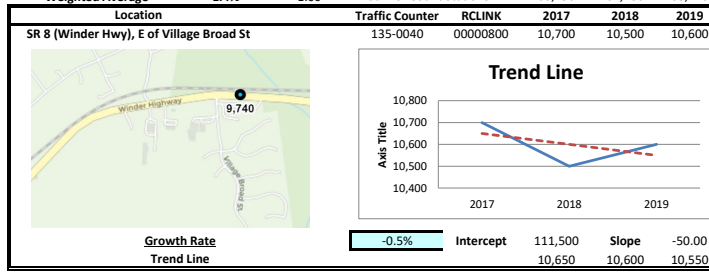 Location Traffic Counter RCLINK 2017 2018 2019
SR 8 (Winder Hwy), E of Village Broad St 135-0040 00000800 10,700 10,500 10,600
Winder Highway
9,740
Village Broad St
Trend Line
Axis Title
10,800
10,700
10,600
10,500
10,400
2017 2018 2019
Growth Rate -0.5% Intercept 111,500 Slope -50.00
Trend Line 10,650 10,600 10,550